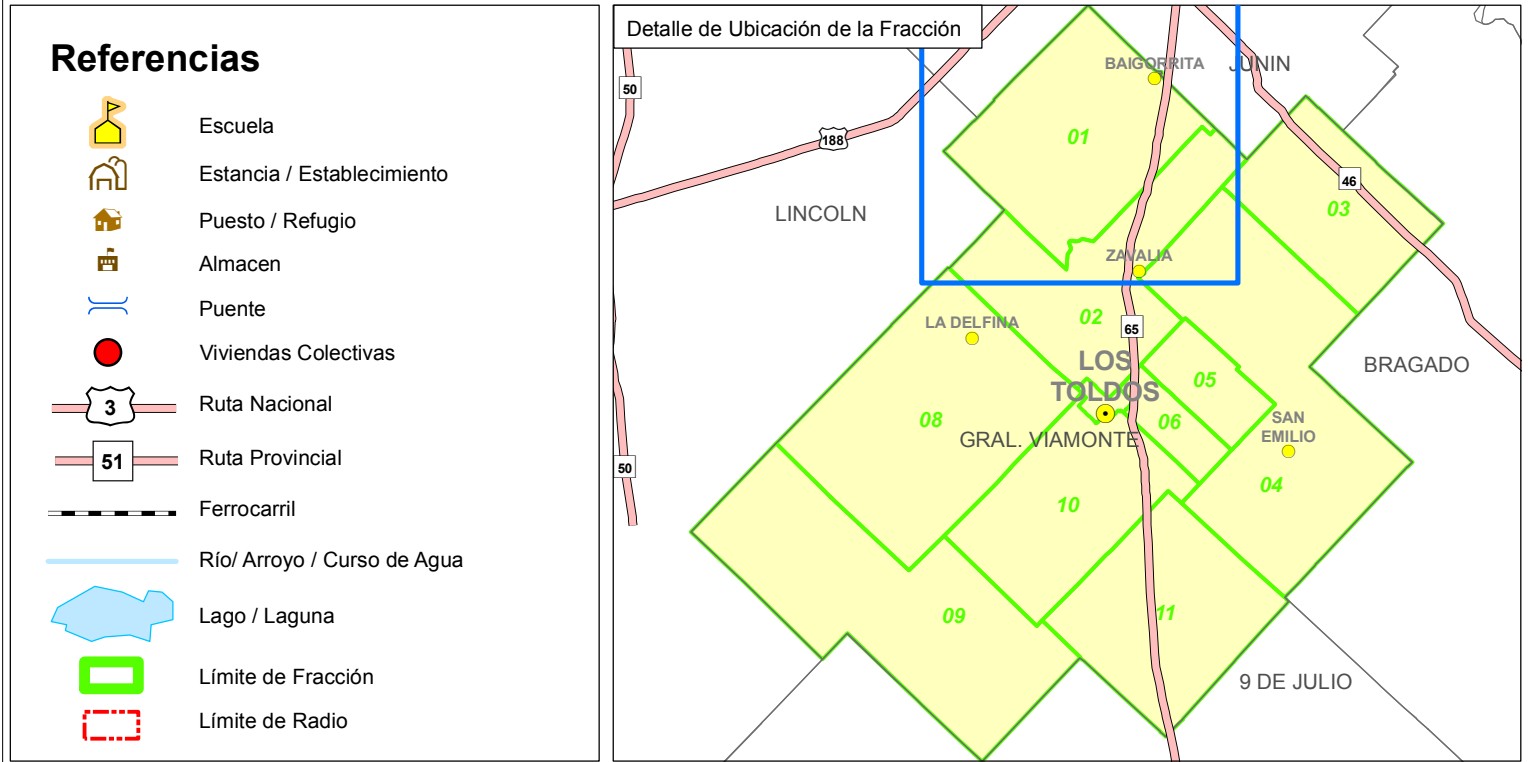 Referencias
Escuela
Estancia / Establecimiento
Puesto / Refugio
Almacen
Puente
Viviendas Colectivas
3
Ruta Nacional
51
Ruta Provincial
Ferrocarril
Río/ Arroyo / Curso de Agua
Lago / Laguna
Límite de Fracción
Límite de Radio
Detalle de Ubicación de la Fracción
BAIGORRITA
JUNIN
50
188
01
46
LINCOLN
03
ZAVALIA
LA DELFINA
02
65
LOS
TOLDOS
BRAGADO
05
08
06
SAN
EMILIO
GRAL. VIAMONTE
50
10
04
09
11
9 DE JULIO